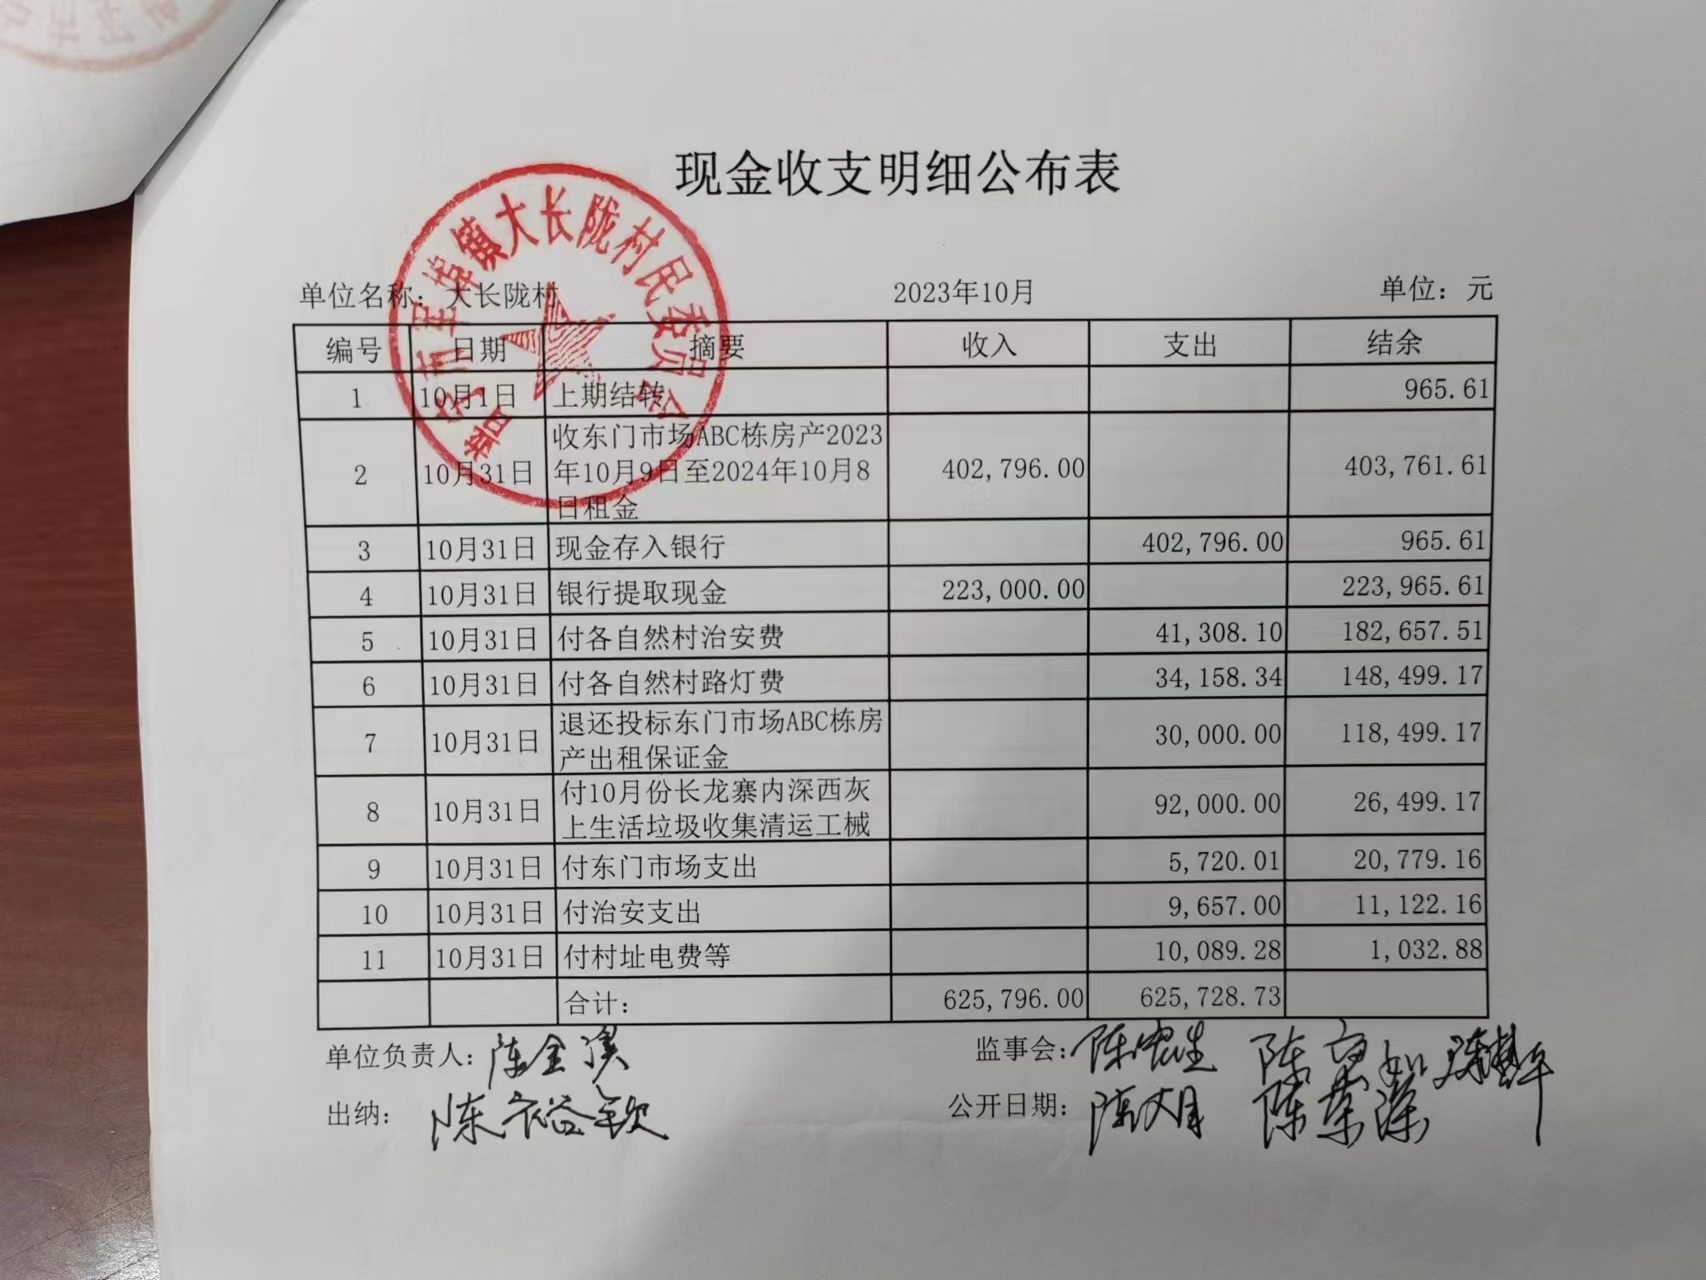 现金收支明细公布表
单位名称：大长陇村 2023年10月 单位：元
编号 日期 摘要 收入 支出 结余
1 10月1日 上期结转 965.61
2 10月31日 收东门市场ABC栋房产2023
年10月9日至2024年10月8
日租金 402,796.00 403,761.61
3 10月31日 现金存入银行 402,796.00 965.61
4 10月31日 银行提取现金 223,000.00 223,965.61
5 10月31日 付各自然村治安费 41,308.10 182,657.51
6 10月31日 付各自然村路灯费 34,158.34 148,499.17
7 10月31日 退还投标东门市场ABC栋房
产出租保证金 30,000.00 118,499.17
8 10月31日 付10月份长龙寨内深西灰
上生活垃圾收集清运工械 92,000.00 26,499.17
9 10月31日 付东门市场支出 5,720.01 20,779.16
10 10月31日 付治安支出 9,657.00 11,122.16
11 10月31日 付村址电费等 10,089.28 1,032.88
合计： 625,796.00 625,728.73
单位负责人：陈金溪 监事会：
出纳：陈裕钦 公开日期：
镇大长陇村民委员会